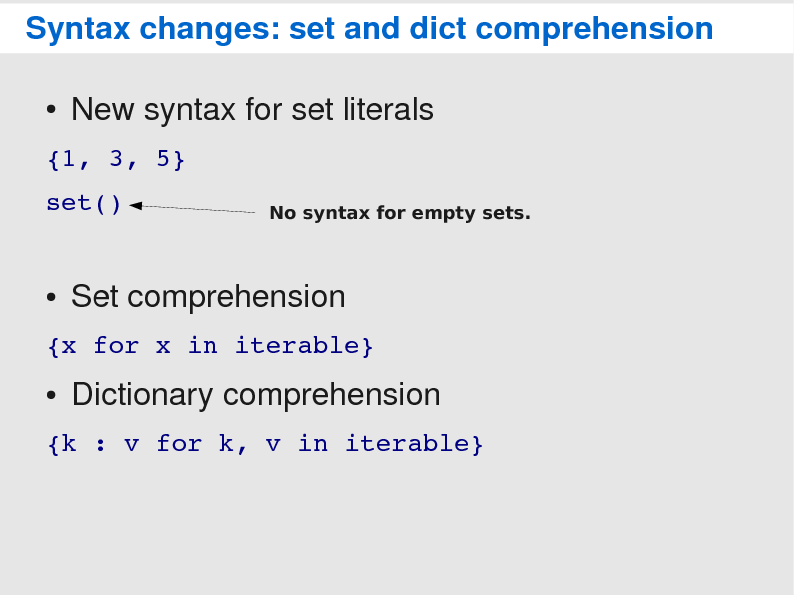 Syntax changes: set and dict comprehension
• New syntax for set literals
{1, 3, 5}
set()
No syntax for empty sets.
• Set comprehension
{x for x in iterable}
• Dictionary comprehension
{k : v for k, v in iterable}